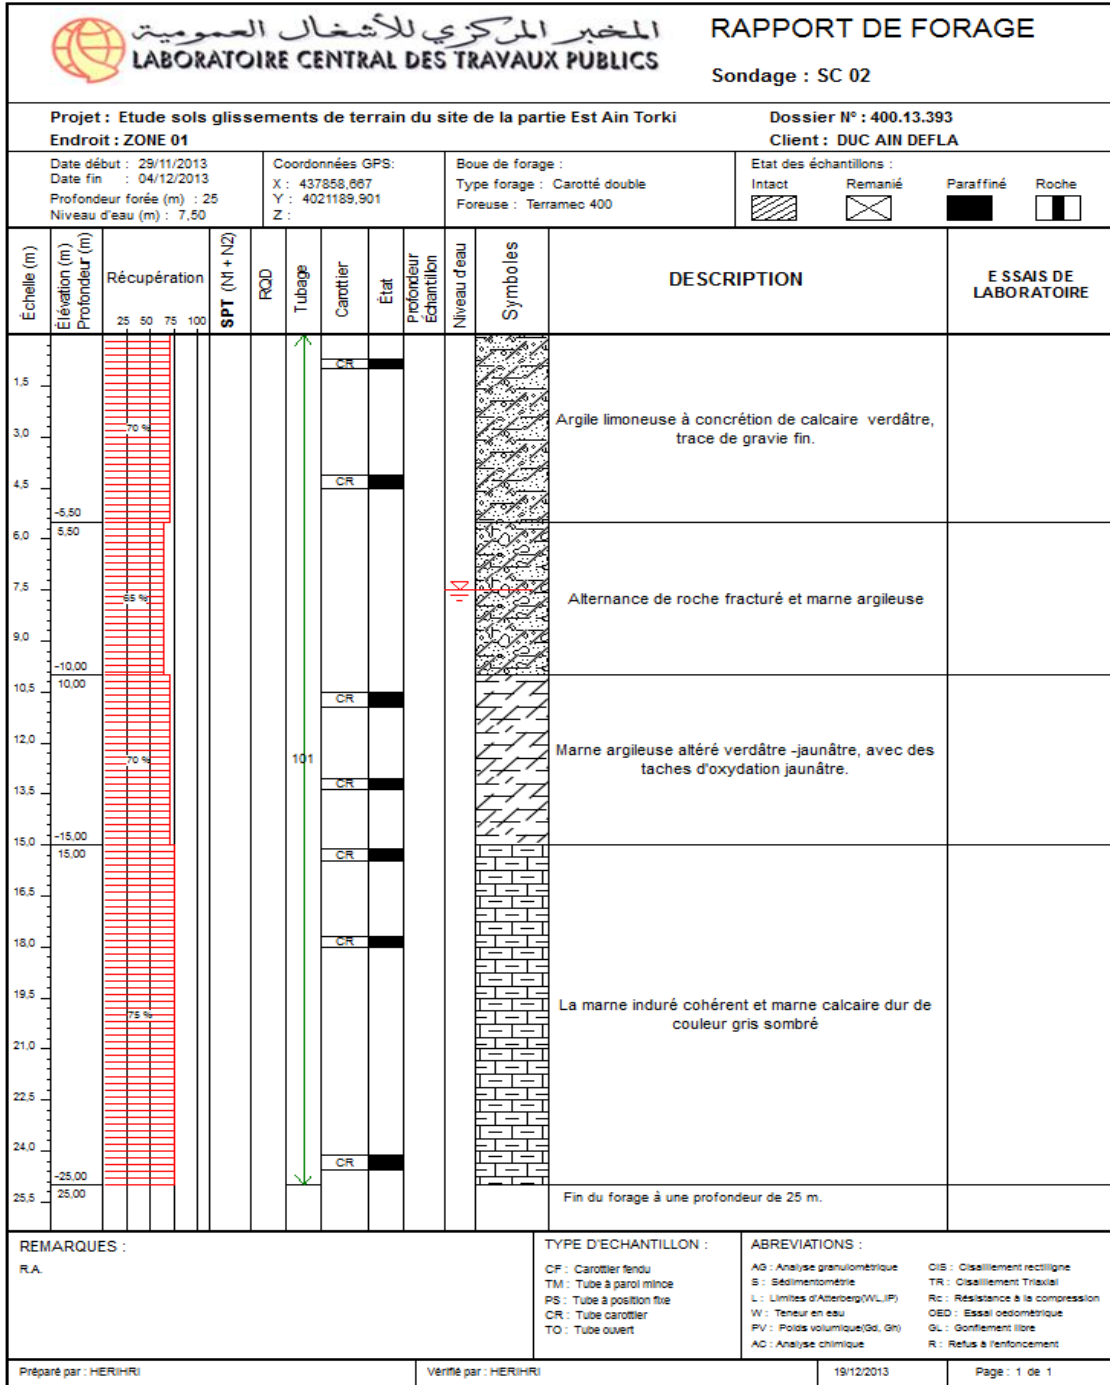 المخبر المركزي للأشغال العمومية
LABORATOIRE CENTRAL DES TRAVAUX PUBLICS
RAPPORT DE FORAGE
Sondage : SC 02
Projet : Etude sols glissements de terrain du site de la partie Est Ain Torki
Endroit : ZONE 01
Dossier N° : 400.13.393
Client : DUC AIN DEFLA
Date début : 29/11/2013
Date fin : 04/12/2013
Profondeur forée (m) : 25
Niveau d'eau (m) : 7,50
Coordonnées GPS:
X : 437858,667
Y : 4021189,901
Z :
Boue de forage :
Type forage : Carotté double
Foreuse : Terramec 400
Etat des échantillons :
Intact Remanié Paraffiné Roche
Échelle (m)
Élévation (m)
Profondeur (m)
Récupération
25 50 75 100
SPT (N1 + N2)
RQD
Tubage
Carottier
État
Profondeur
Échantillon
Niveau d'eau
Symboles
DESCRIPTION
ESSAIS DE
LABORATOIRE
CR
1,5
70 %
Argile limoneuse à concrétion de calcaire verdâtre,
trace de gravie fin.
3,0
4,5
CR
-5,50
5,50
6,0
7,5
65 %
Alternance de roche fracturé et marne argileuse
9,0
-10,00
10,00
10,5
CR
12,0
70 %
101
Marne argileuse altéré verdâtre -jaunâtre, avec des
taches d'oxydation jaunâtre.
13,5
CR
-15,00
15,0
15,00
CR
16,5
18,0
CR
19,5
75 %
La marne induré cohérent et marne calcaire dur de
couleur gris sombré
21,0
22,5
24,0
CR
-25,00
25,00
25,5
Fin du forage à une profondeur de 25 m.
REMARQUES :
R.A.
TYPE D'ECHANTILLON :
CF : Carottier fendu
TM : Tube à paroi mince
PS : Tube à position fixe
CR : Tube carottier
TO : Tube ouvert
ABREVIATIONS :
AG : Analyse granulométrique
S : Sédimentométrie
L : Limites d'Atterberg(WL,IP)
W : Teneur en eau
PV : Poids volumique(Gd, Gh)
AC : Analyse chimique
CIS : Cisaillement rectiligne
TR : Cisaillement Triaxial
Rc : Résistance à la compression
OED : Essai oedométrique
GL : Gonflement libre
R : Refus à l'enfoncement
Préparé par : HERIHRI
Vérifié par : HERIHRI
19/12/2013
Page : 1 de 1